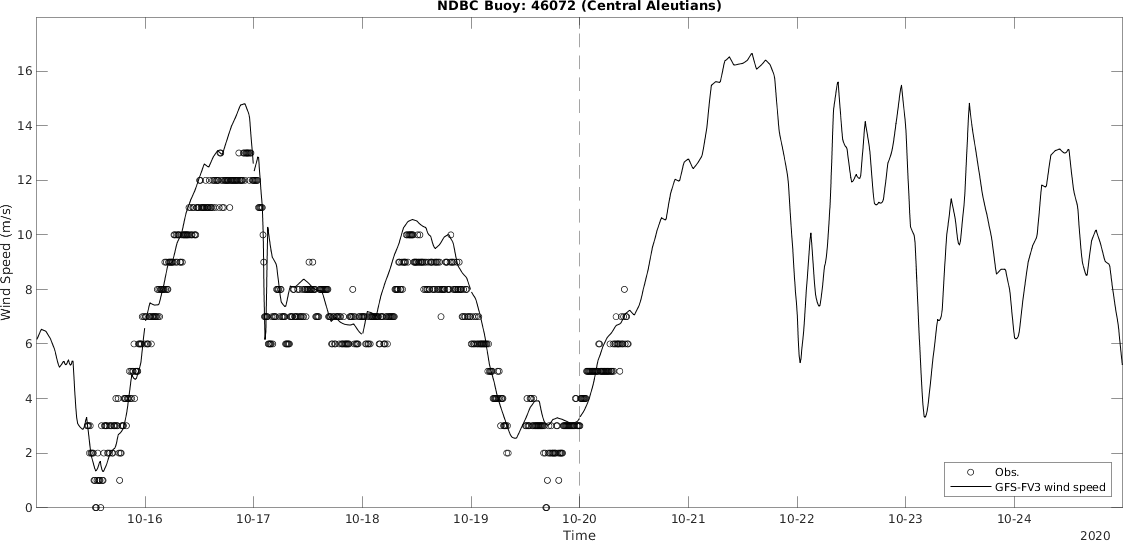 NDBC Buoy: 46072 (Central Aleutians)
Wind Speed (m/s)
16
14
12
10
8
6
4
2
0
10-16 10-17 10-18 10-19 10-20 10-21 10-22 10-23 10-24
Time
2020
Obs.
GFS-FV3 wind speed